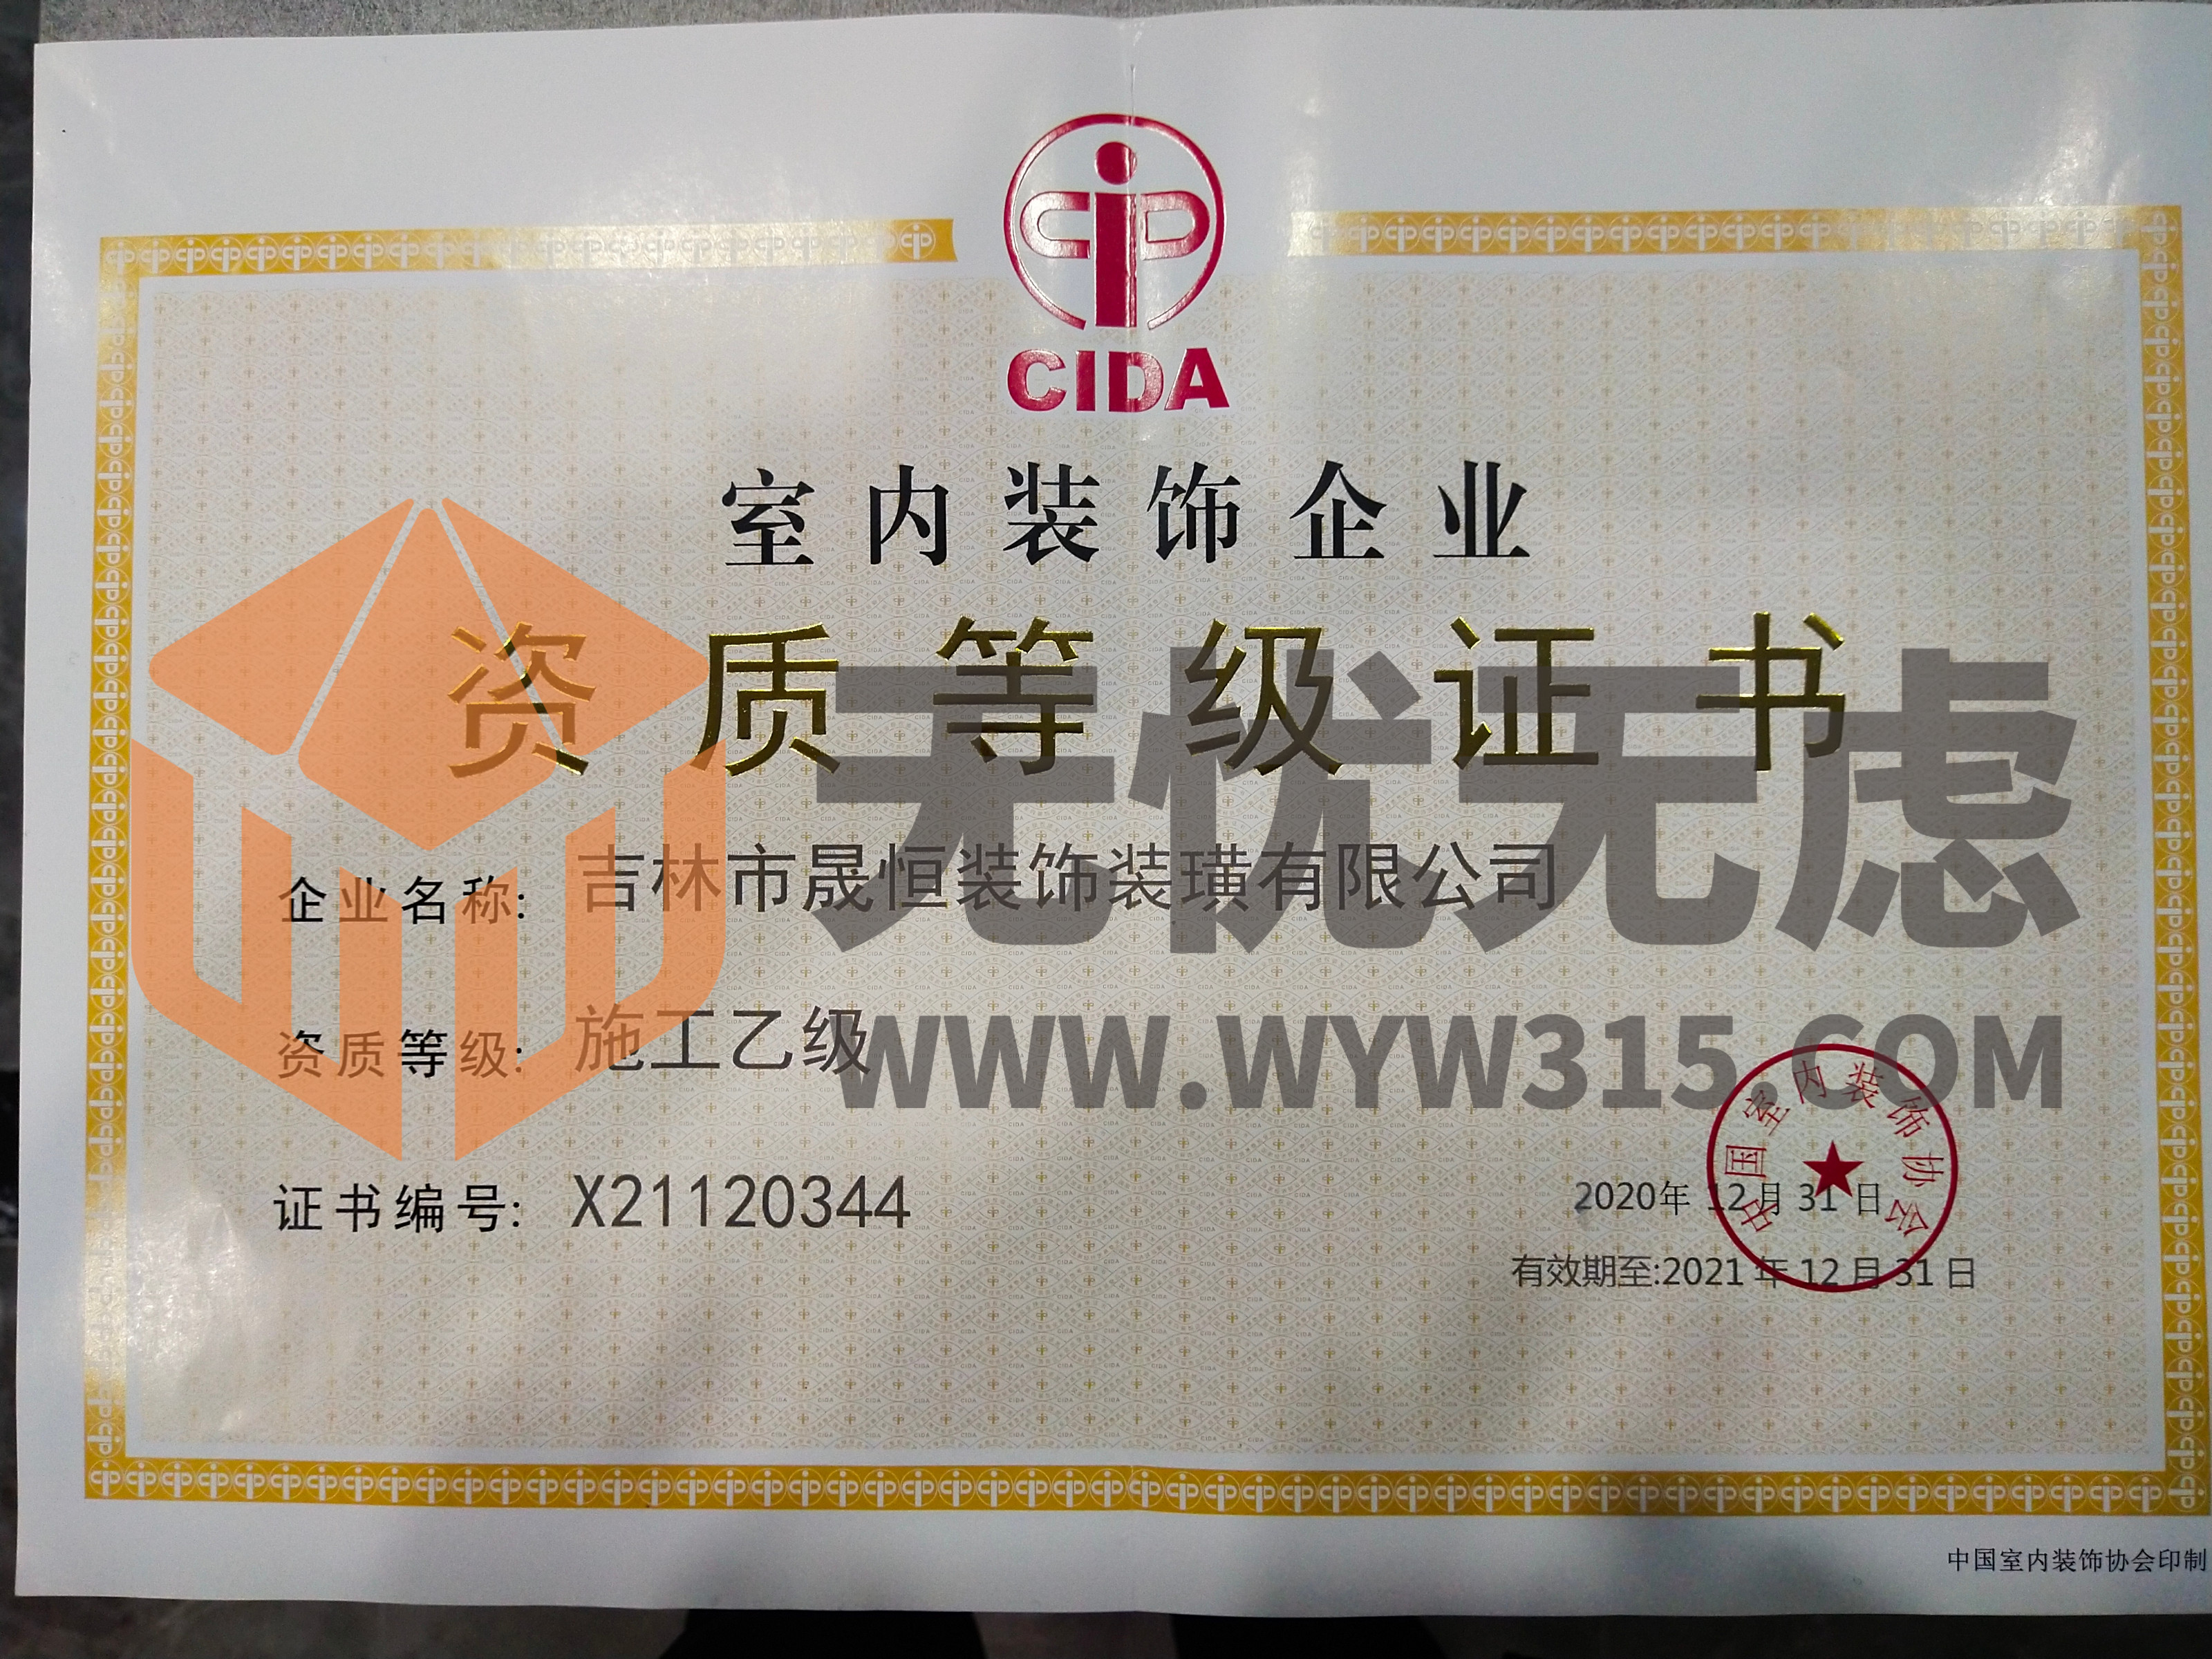 CIDA
室内装饰企业
资质等级证书
无忧无虑
企业名称: 吉林市晟恒装饰装璜有限公司
WWW.WYW315.COM
资质等级: 施工乙级
中国室内装饰协会
证书编号: X21120344
2020年 12月 31日
有效期至:2021年 12月 31日
中国室内装饰协会印制